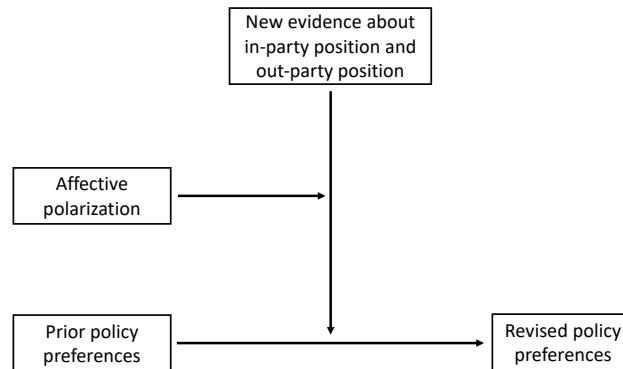 New evidence about
in-party position and
out-party position
Affective
polarization
Prior policy
preferences
Revised policy
preferences